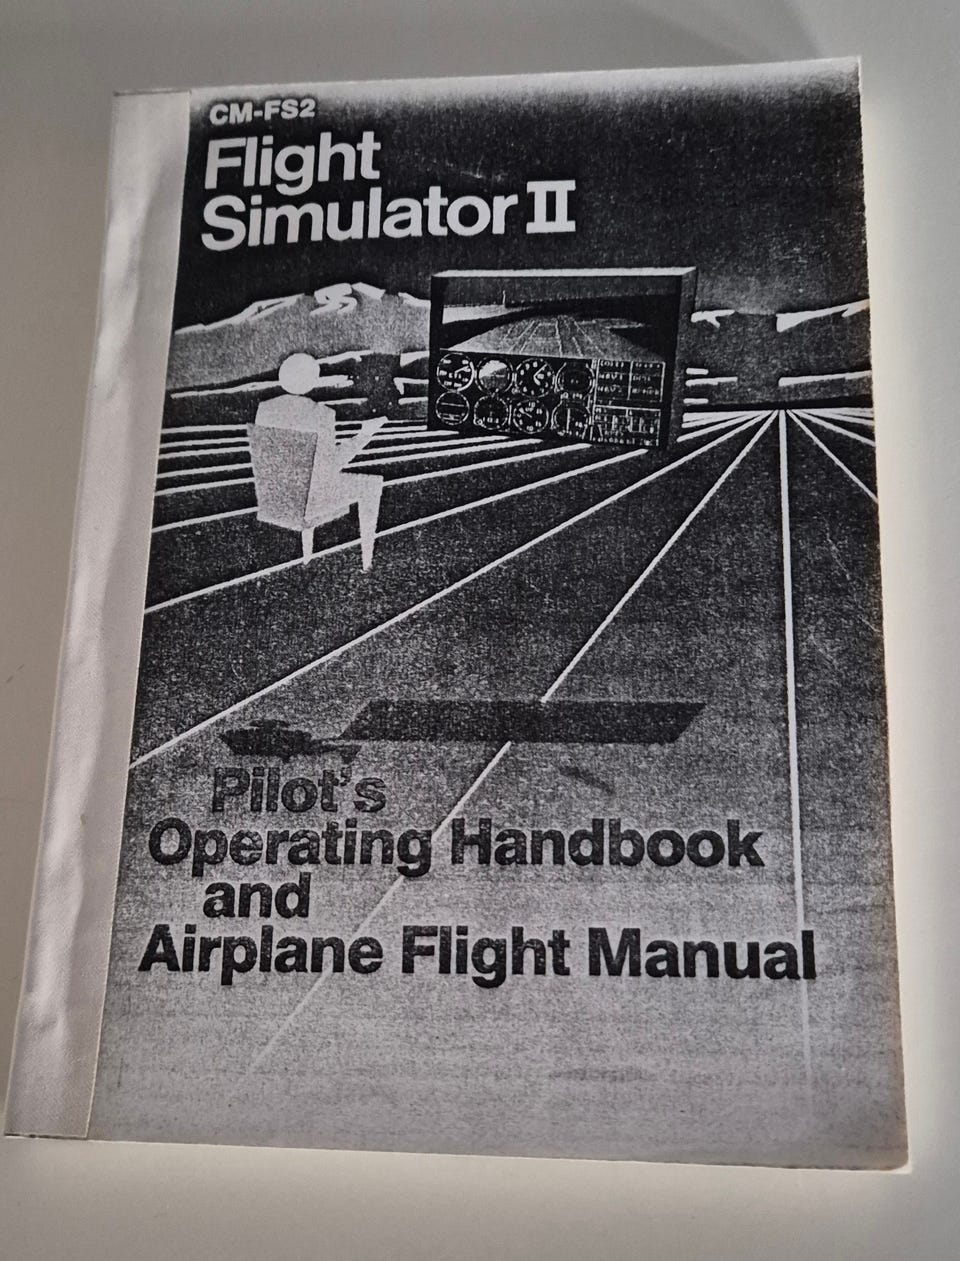 CM-FS2
Flight
Simulator II
Pilot's
Operating Handbook
and
Airplane Flight Manual